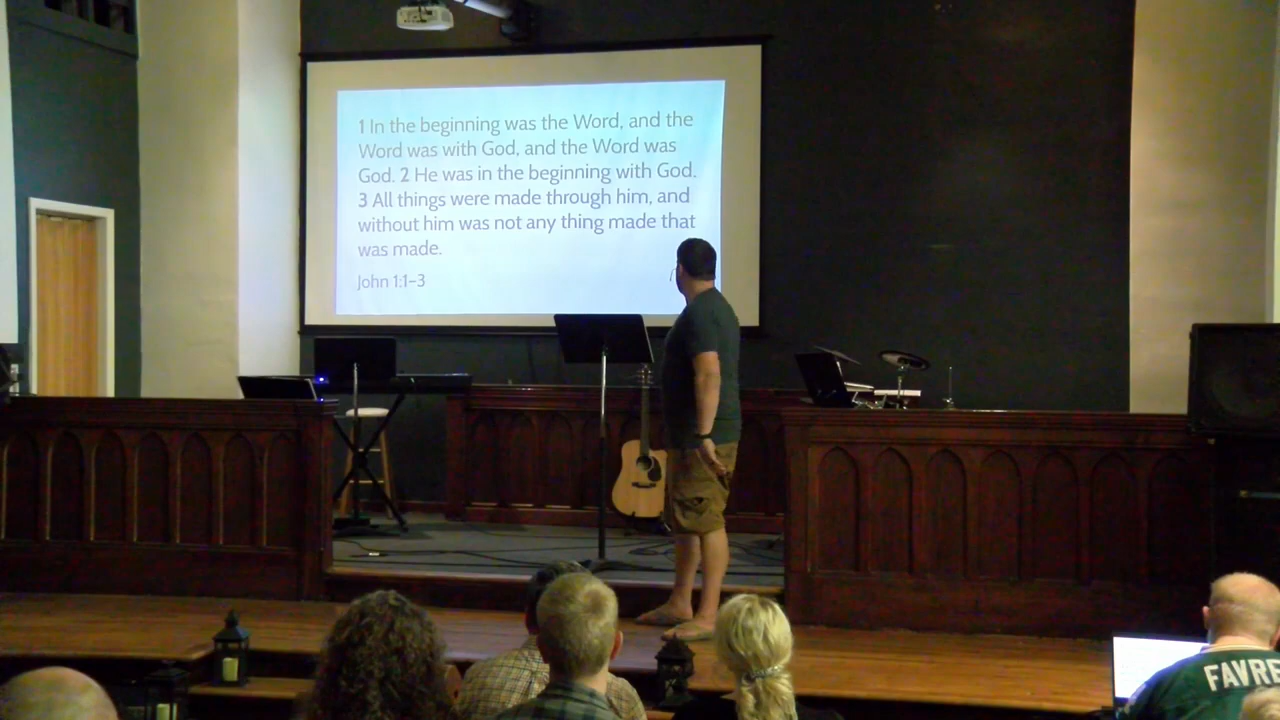 1 In the beginning was the Word, and the
Word was with God, and the Word was
God. 2 He was in the beginning with God.
3 All things were made through him, and
without him was not any thing made that
was made.
John 1:1-3
FAVRE